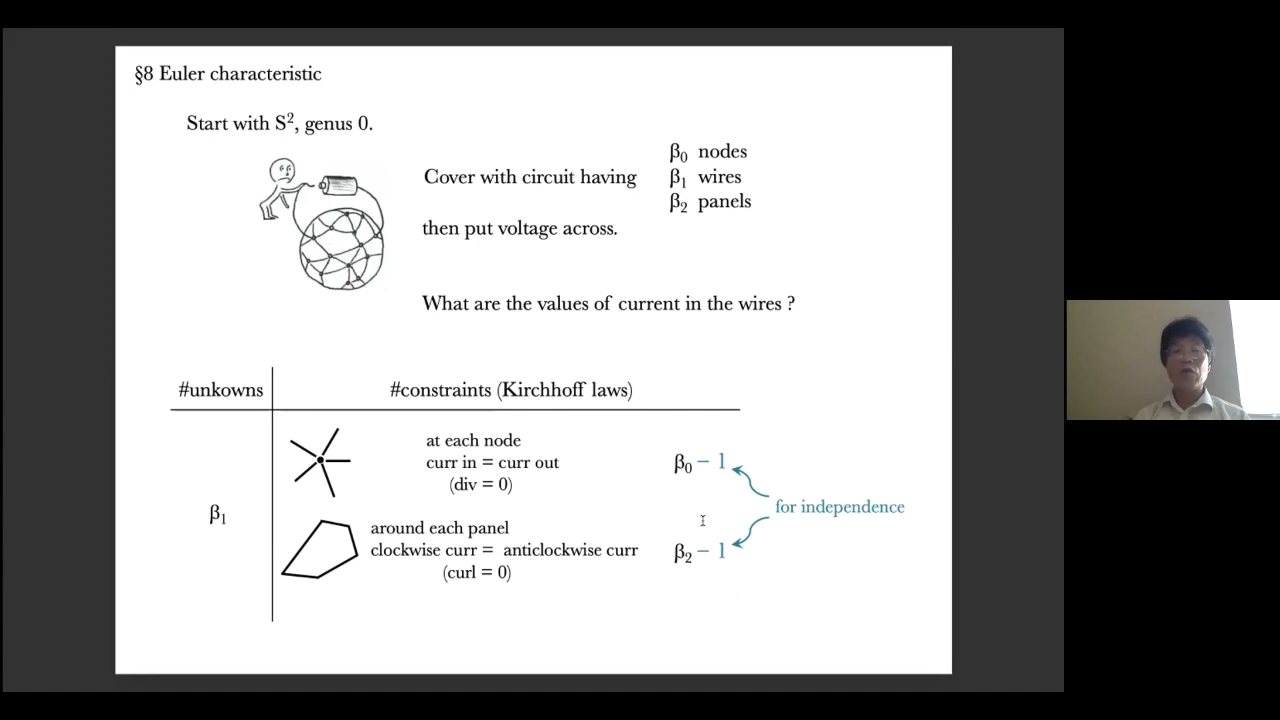 §8 Euler characteristic
Start with S², genus 0.
Cover with circuit having
β₀ nodes
β₁ wires
β₂ panels
then put voltage across.
What are the values of current in the wires ?
#unkowns
#constraints (Kirchhoff laws)
β₁
at each node
curr in = curr out
(div = 0)
β₀ − 1
for independence
around each panel
clockwise curr = anticlockwise curr
(curl = 0)
β₂ − 1